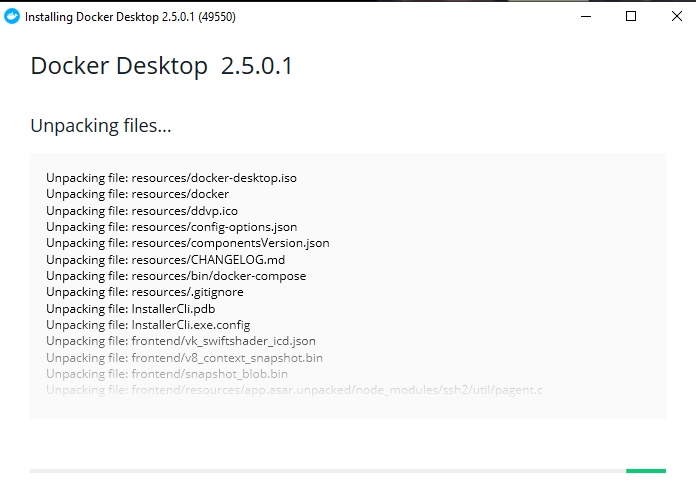 Installing Docker Desktop 2.5.0.1 (49550)
Docker Desktop 2.5.0.1
Unpacking files...
Unpacking file: resources/docker-desktop.iso
Unpacking file: resources/docker
Unpacking file: resources/ddvp.ico
Unpacking file: resources/config-options.json
Unpacking file: resources/componentsVersion.json
Unpacking file: resources/CHANGELOG.md
Unpacking file: resources/bin/docker-compose
Unpacking file: resources/.gitignore
Unpacking file: InstallerCli.pdb
Unpacking file: InstallerCli.exe.config
Unpacking file: frontend/vk_swiftshader_icd.json
Unpacking file: frontend/v8_context_snapshot.bin
Unpacking file: frontend/snapshot_blob.bin
Unpacking file: frontend/resources/app.asar.unpacked/node_modules/ssh2/util/pagent.c